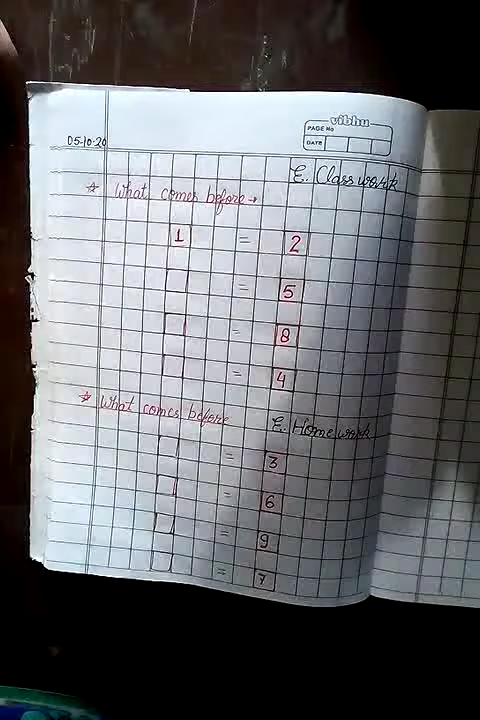 vibhu
PAGE No
DATE
05.10.20
E. Class work
☆ What comes before →
1 = 2
= 5
= 8
= 4
☆ What comes before
E. Home work
= 3
= 6
= 9
= 7